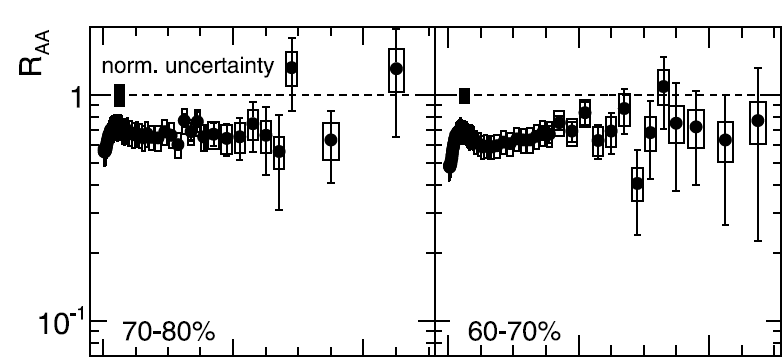 R_AA
norm. uncertainty
1
10^-1
70-80%
60-70%